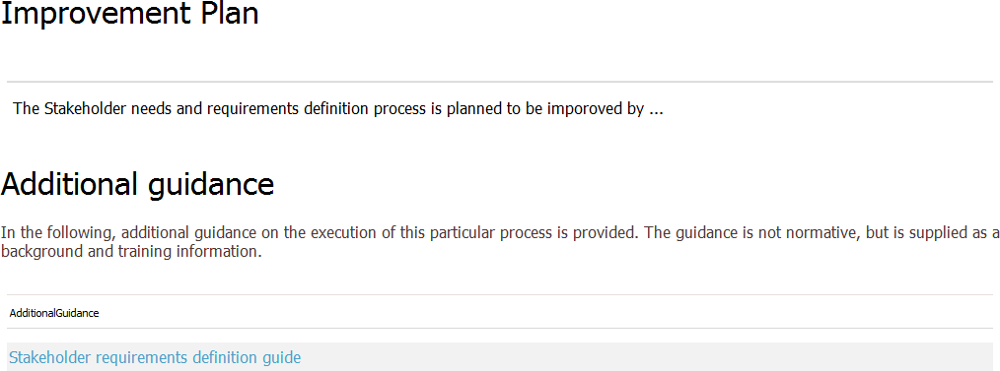 Improvement Plan
The Stakeholder needs and requirements definition process is planned to be imporoved by ...
Additional guidance
In the following, additional guidance on the execution of this particular process is provided. The guidance is not normative, but is supplied as a
background and training information.
AdditionalGuidance
Stakeholder requirements definition guide